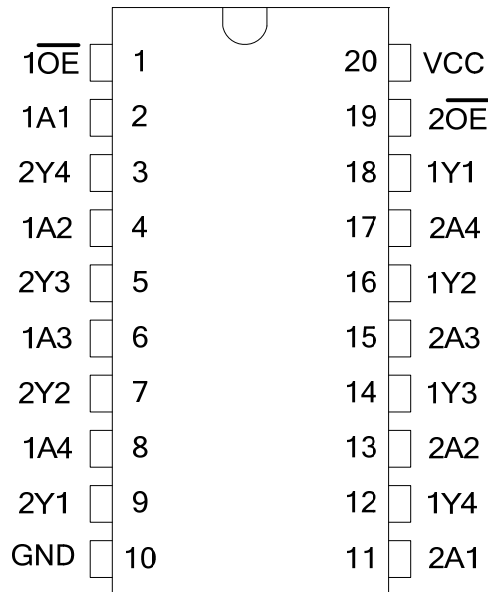 1O̅E̅ 1 20 VCC
1A1 2 19 2O̅E̅
2Y4 3 18 1Y1
1A2 4 17 2A4
2Y3 5 16 1Y2
1A3 6 15 2A3
2Y2 7 14 1Y3
1A4 8 13 2A2
2Y1 9 12 1Y4
GND 10 11 2A1